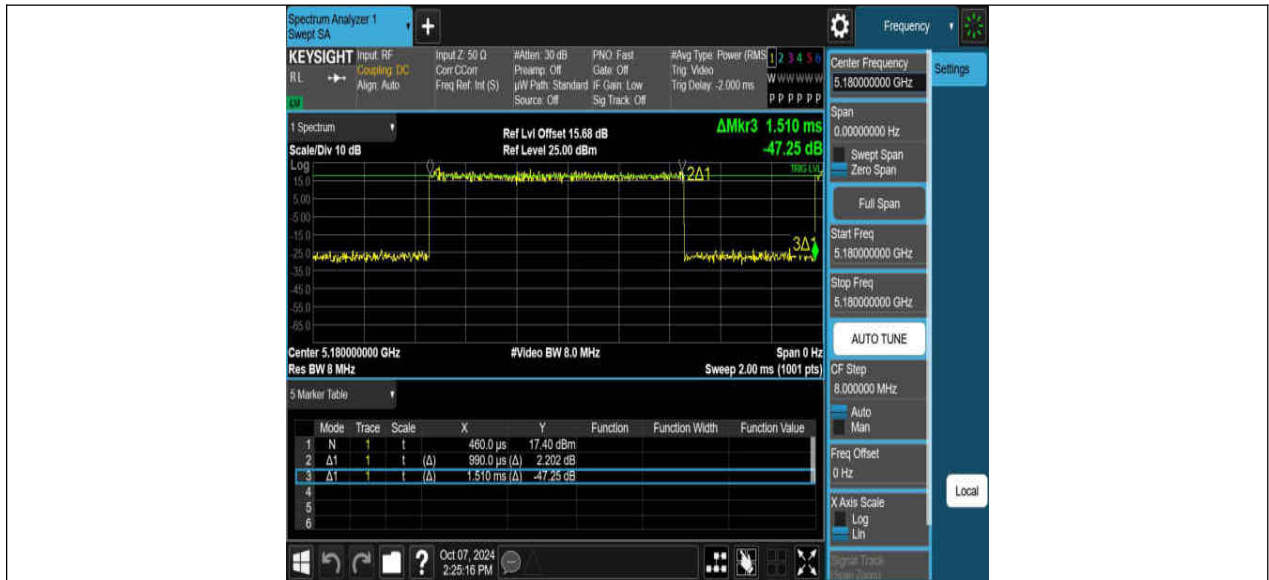 Spectrum Analyzer 1
Swept SA
+
Frequency
KEYSIGHT
RL
LW
Input: RF
Coupling: DC
Align: Auto
Input Z: 50 Ω
Corr CCorr
Freq Ref: Int (S)
#Atten: 30 dB
Preamp: Off
µW Path: Standard
Source: Off
PNO: Fast
Gate: Off
IF Gain: Low
Sig Track: Off
#Avg Type: Power (RMS
Trig: Video
Trig Delay: -2.000 ms
1 2 3 4 5 6
W W W W W W
P P P P P P
1 Spectrum
Scale/Div 10 dB
Ref Lvl Offset 15.68 dB
Ref Level 25.00 dBm
ΔMkr3 1.510 ms
-47.25 dB
Log
TRIG LVL
15.0
5.00
-5.00
-15.0
-25.0
-35.0
-45.0
-55.0
-65.0
2Δ1
3Δ1
Center 5.180000000 GHz
#Video BW 8.0 MHz
Span 0 Hz
Res BW 8 MHz
Sweep 2.00 ms (1001 pts)
5 Marker Table
Mode Trace Scale X Y Function Function Width Function Value
1 N 1 t 460.0 µs 17.40 dBm
2 Δ1 1 t (Δ) 990.0 µs (Δ) 2.202 dB
3 Δ1 1 t (Δ) 1.510 ms (Δ) -47.25 dB
4
5
6
?
Oct 07, 2024
2:25:16 PM
Center Frequency
5.180000000 GHz
Settings
Span
0.00000000 Hz
Swept Span
Zero Span
Full Span
Start Freq
5.180000000 GHz
Stop Freq
5.180000000 GHz
AUTO TUNE
CF Step
8.000000 MHz
Auto
Man
Freq Offset
0 Hz
X Axis Scale
Log
Lin
Local
Signal Track
(Span Zoom)